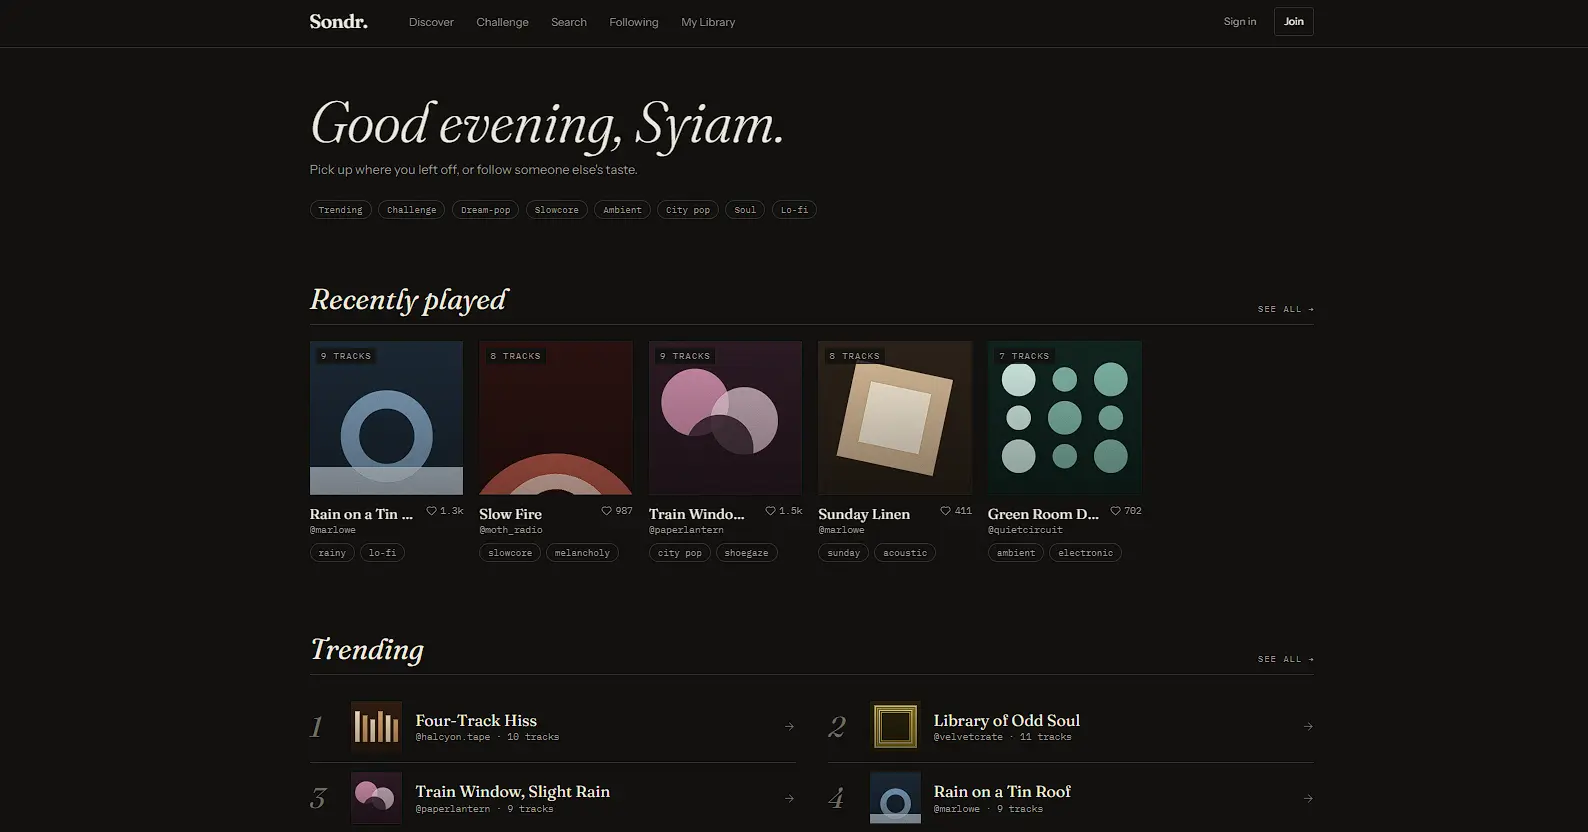 Sondr.
Discover
Challenge
Search
Following
My Library
Sign in
Join
Good evening, Syiam.
Pick up where you left off, or follow someone else's taste.
Trending
Challenge
Dream-pop
Slowcore
Ambient
City pop
Soul
Lo-fi
Recently played
SEE ALL →
9 TRACKS
Rain on a Tin ...
1.3k
@marlowe
rainy
lo-fi
8 TRACKS
Slow Fire
987
@moth_radio
slowcore
melancholy
9 TRACKS
Train Windo...
1.5k
@paperlantern
city pop
shoegaze
8 TRACKS
Sunday Linen
411
@marlowe
sunday
acoustic
7 TRACKS
Green Room D...
702
@quietcircuit
ambient
electronic
Trending
SEE ALL →
1
Four-Track Hiss
@halcyon.tape · 10 tracks
→
2
Library of Odd Soul
@velvetcrate · 11 tracks
→
3
Train Window, Slight Rain
@paperlantern · 9 tracks
→
4
Rain on a Tin Roof
@marlowe · 9 tracks
→